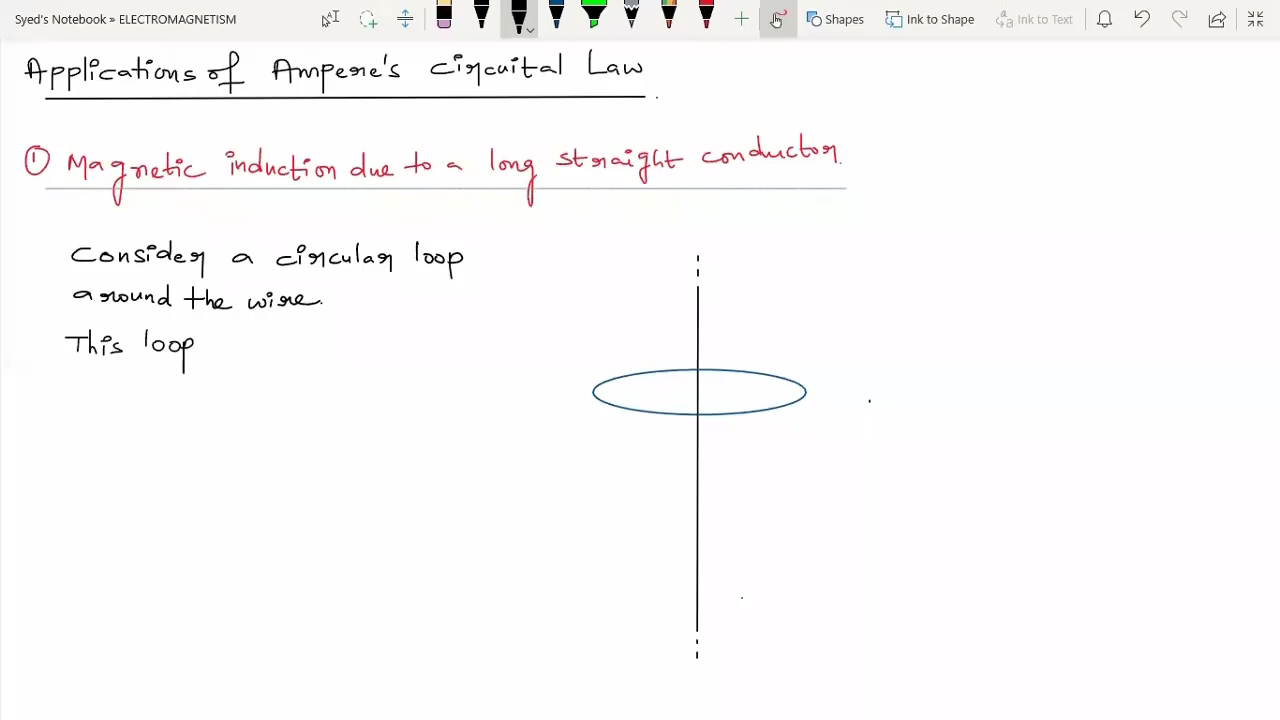 Syed's Notebook » ELECTROMAGNETISM
Shapes
Ink to Shape
Ink to Text
Applications of Ampere's Circuital Law
① Magnetic induction due to a long straight conductor.
Consider a circular loop
around the wire.
This loop